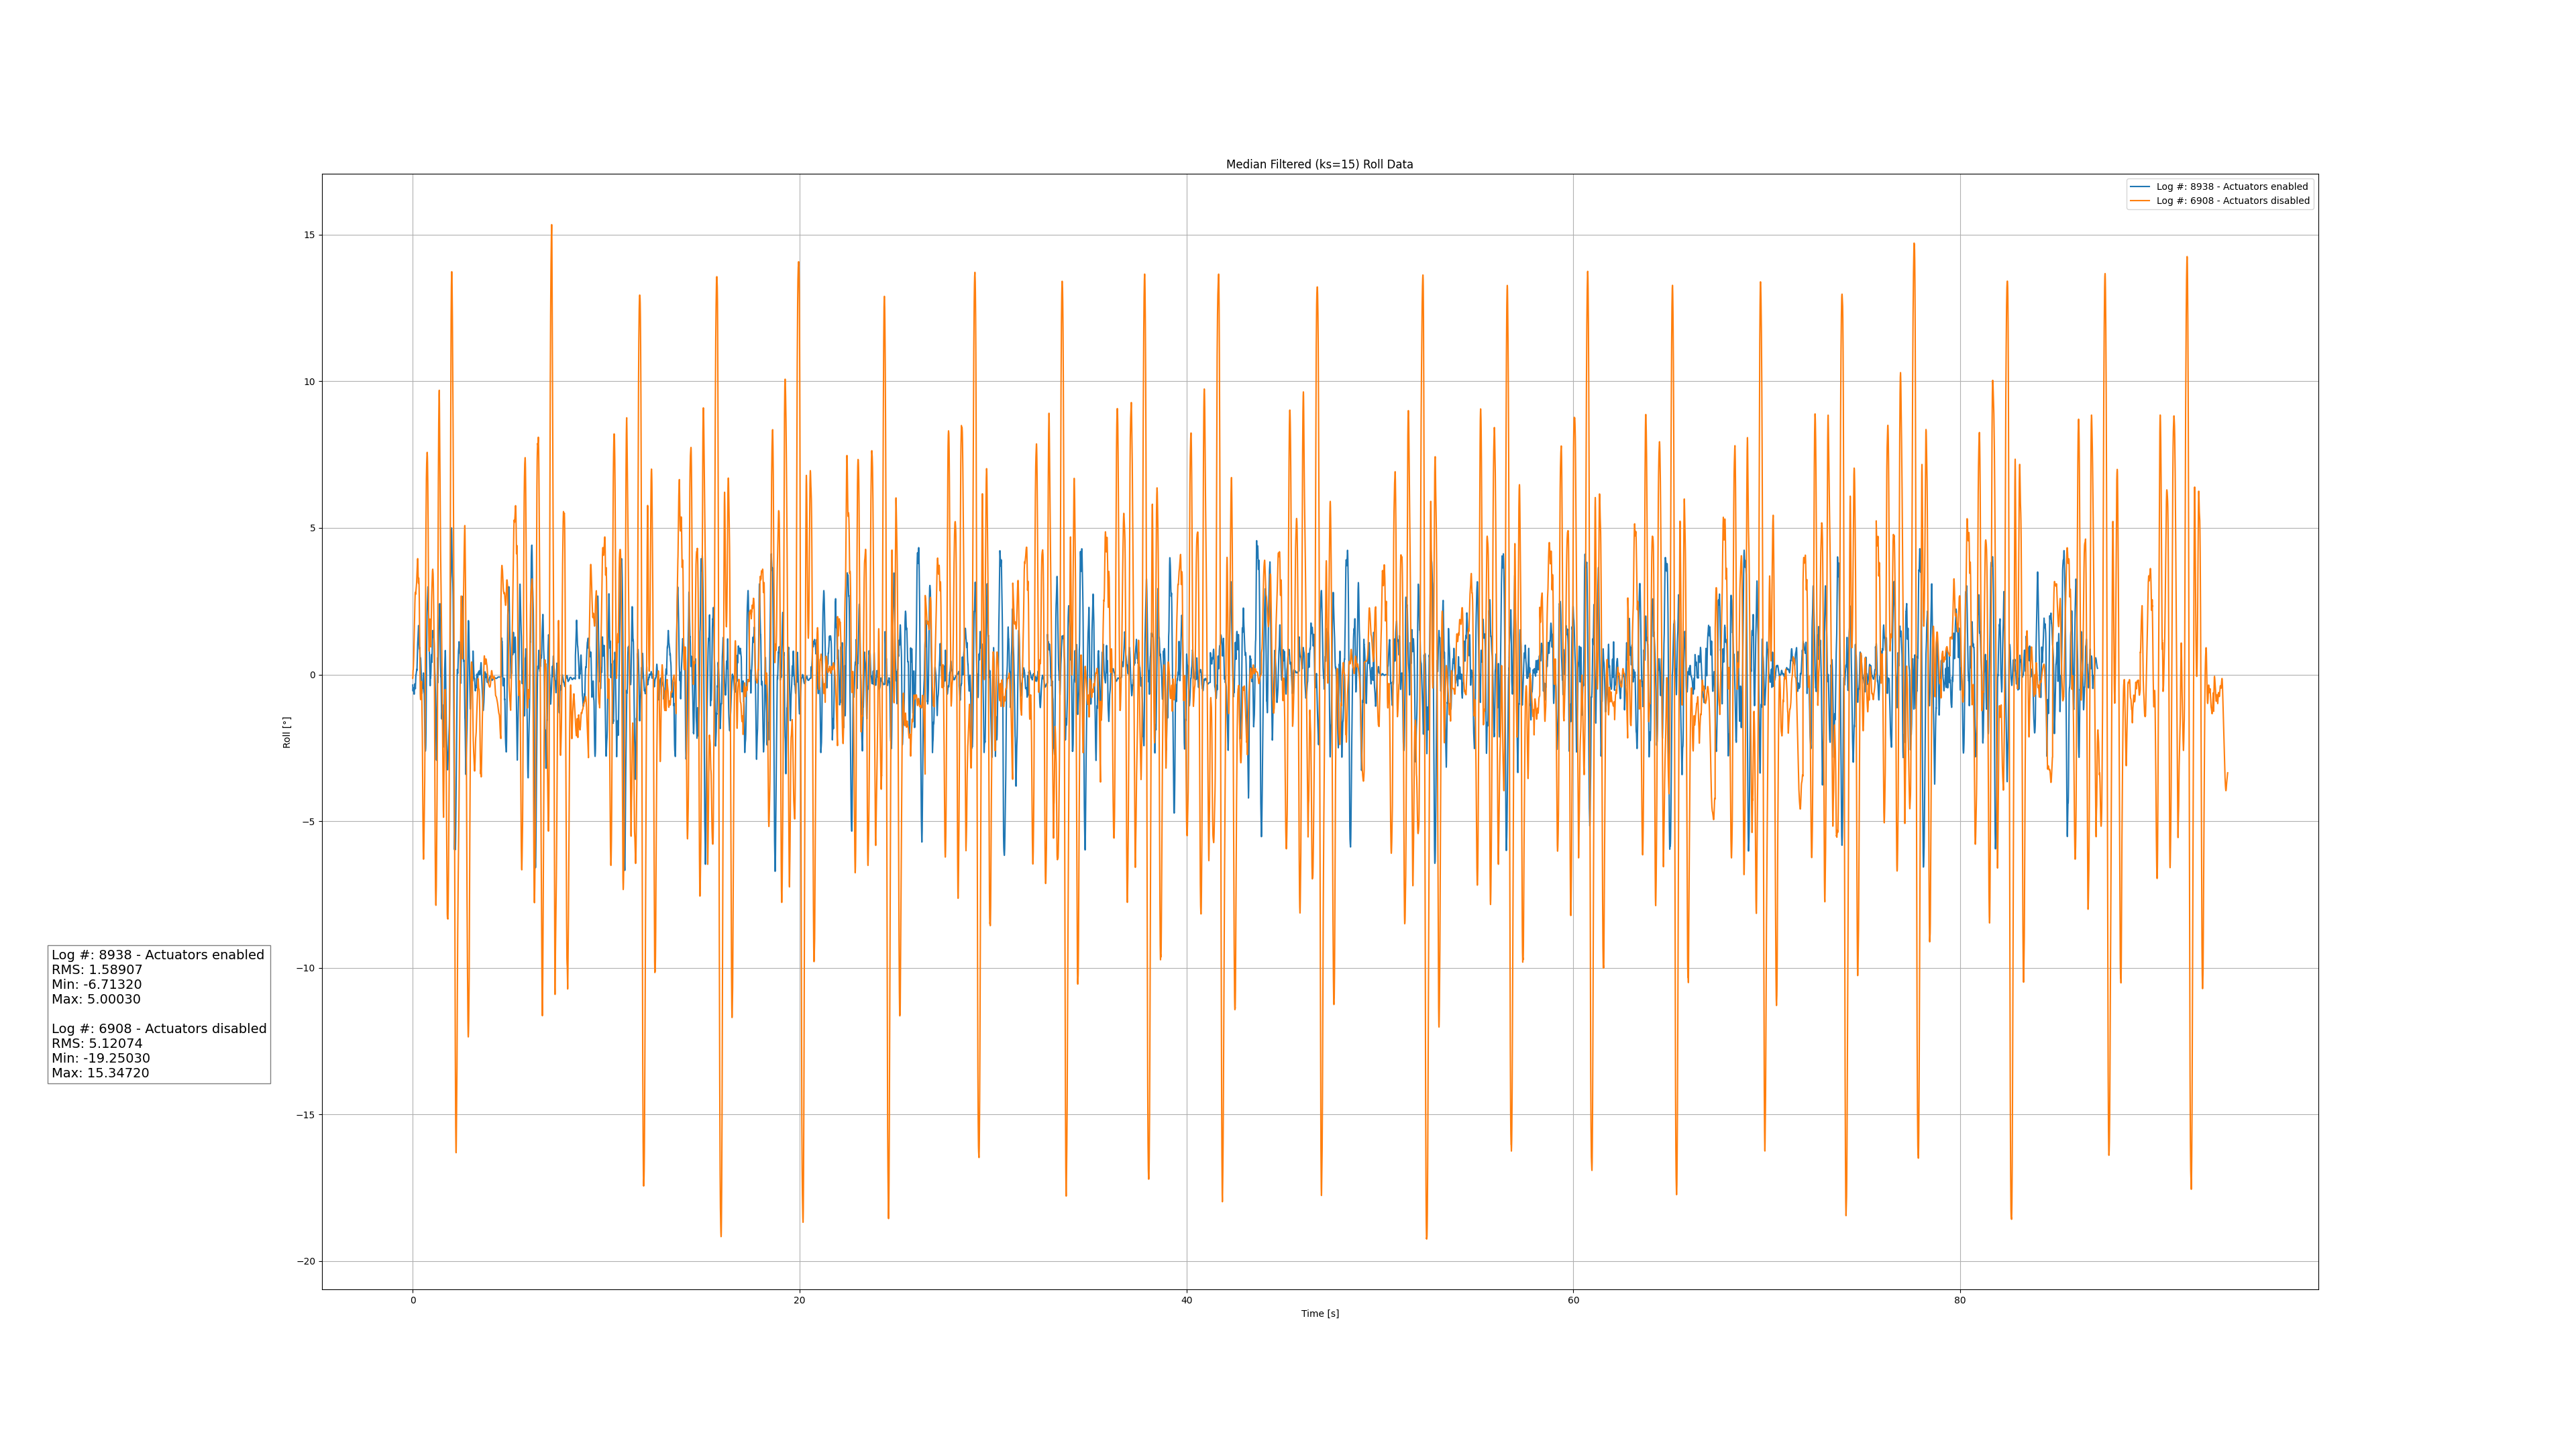 Median Filtered (ks=15) Roll Data
Log #: 8938 - Actuators enabled
Log #: 6908 - Actuators disabled
15
10
5
0
−5
−10
−15
−20
Roll [°]
0
20
40
60
80
Time [s]
Log #: 8938 - Actuators enabled
RMS: 1.58907
Min: -6.71320
Max: 5.00030
Log #: 6908 - Actuators disabled
RMS: 5.12074
Min: -19.25030
Max: 15.34720